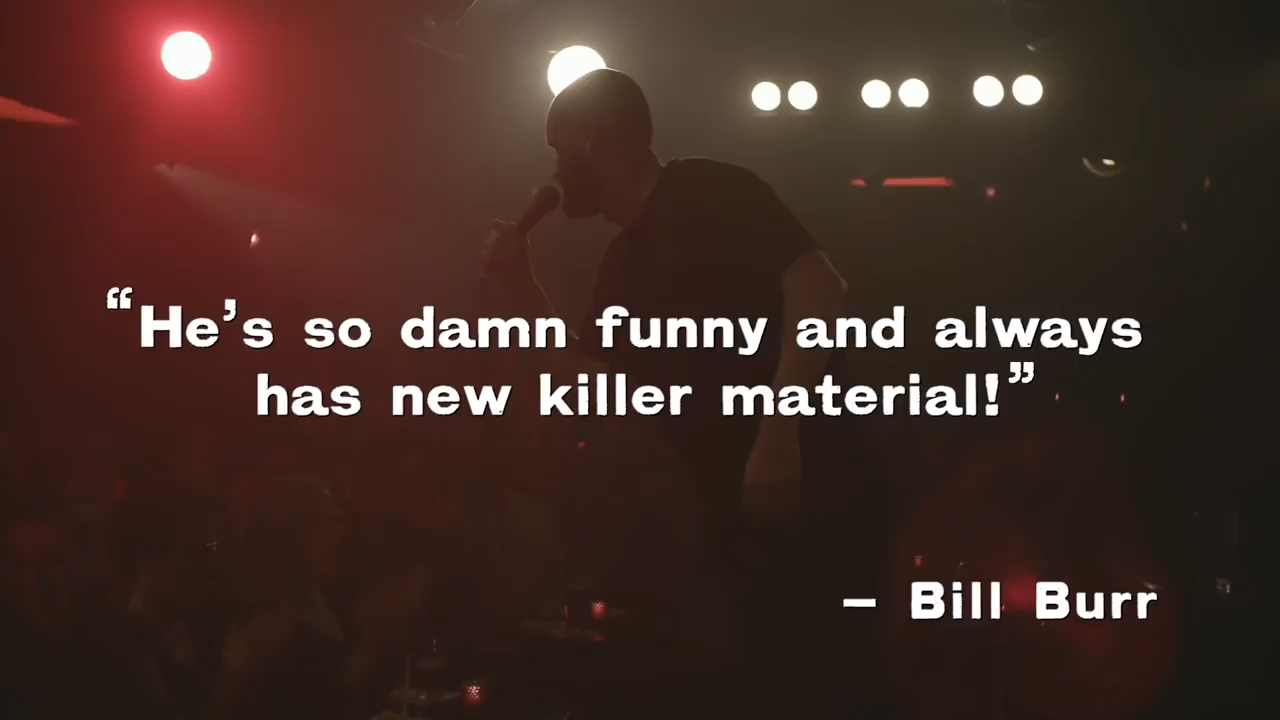 “He’s so damn funny and always
has new killer material!”
– Bill Burr